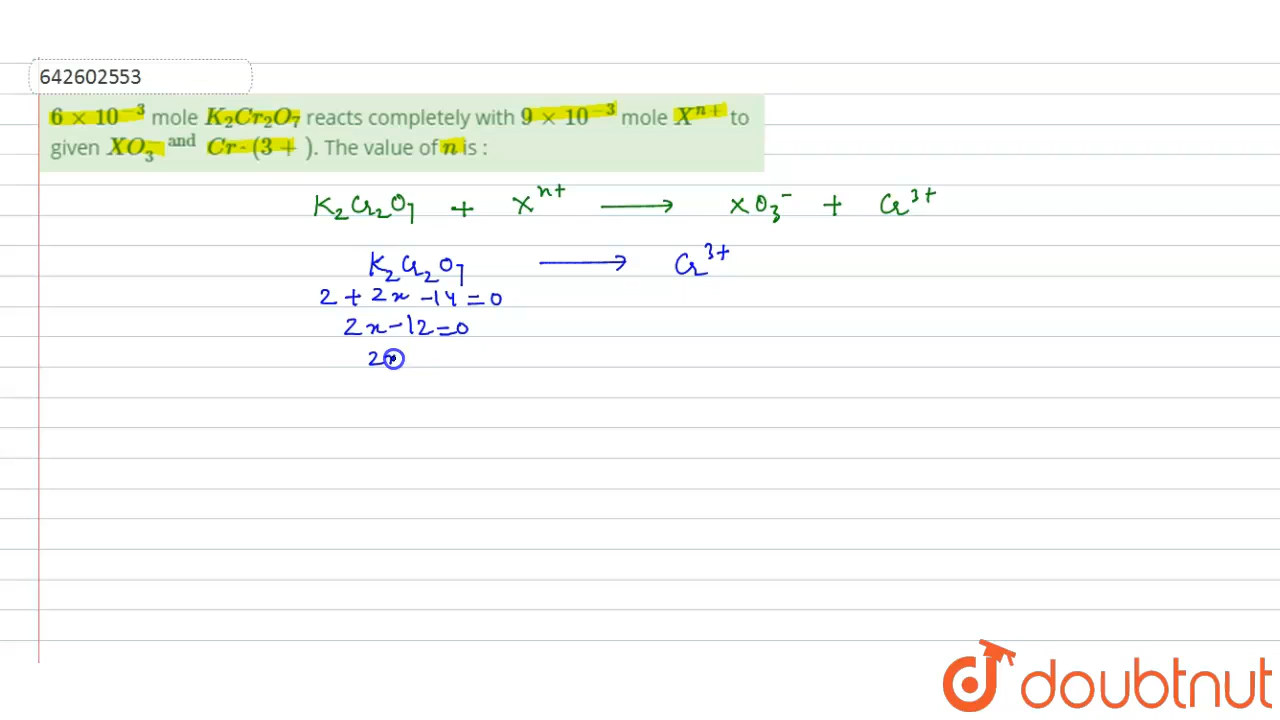 642602553
6 × 10⁻³ mole K₂Cr₂O₇ reacts completely with 9 × 10⁻³ mole Xⁿ⁺ to
given XO₃⁻ and Cr - (3 + ). The value of n is :
K₂Cr₂O₇ + Xⁿ⁺ ⟶ XO₃⁻ + Cr³⁺
K₂Cr₂O₇ ⟶ Cr³⁺
2 + 2x - 14 = 0
2x - 12 = 0
2x
doubtnut